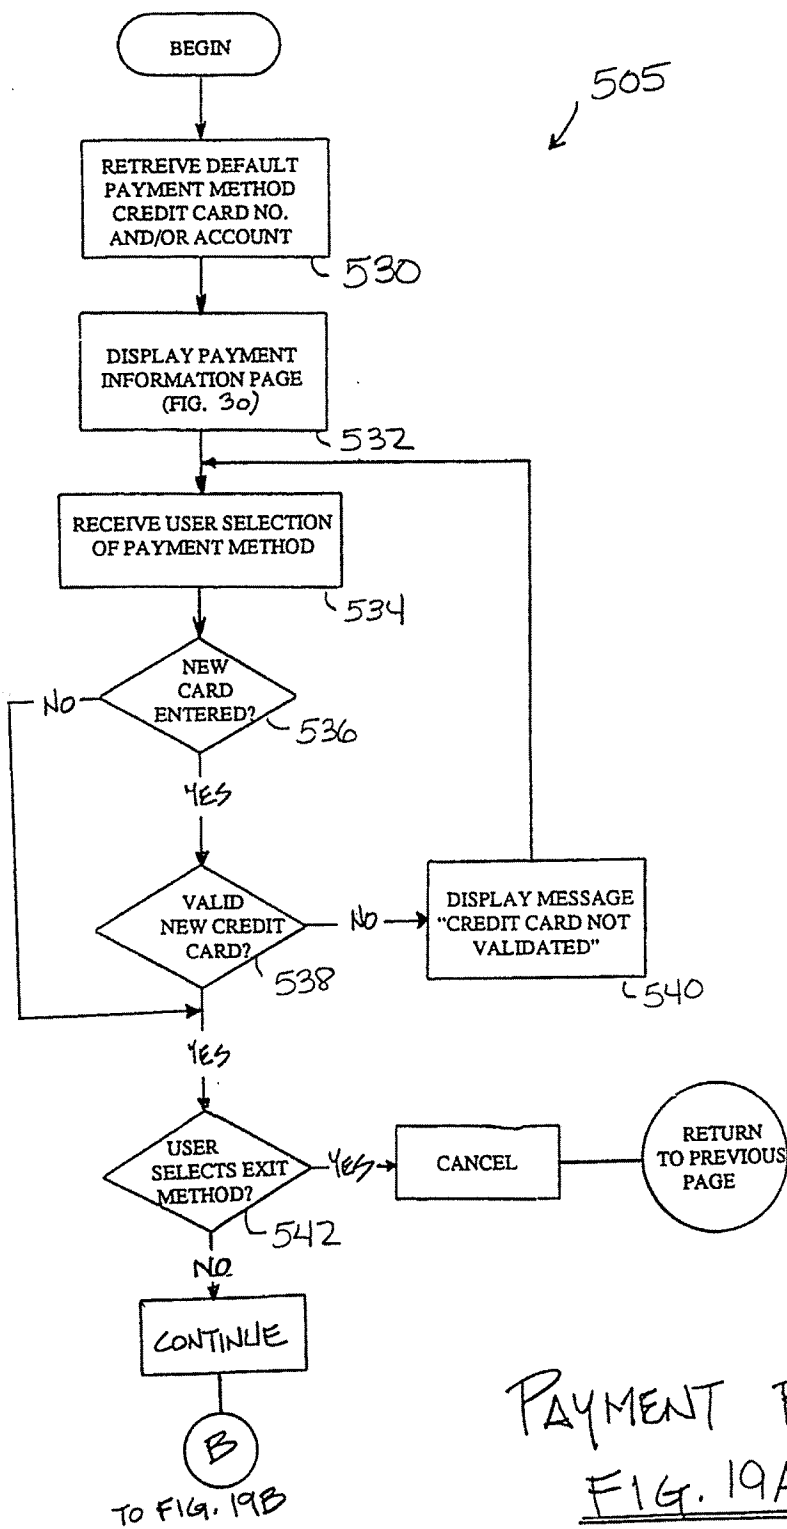 BEGIN
505
RETREIVE DEFAULT
PAYMENT METHOD
CREDIT CARD NO.
AND/OR ACCOUNT
530
DISPLAY PAYMENT
INFORMATION PAGE
(FIG. 30)
532
RECEIVE USER SELECTION
OF PAYMENT METHOD
534
NEW
CARD
ENTERED?
NO
536
YES
VALID
NEW CREDIT
CARD?
538
NO
DISPLAY MESSAGE
"CREDIT CARD NOT
VALIDATED"
540
YES
USER
SELECTS EXIT
METHOD?
542
YES
CANCEL
RETURN
TO PREVIOUS
PAGE
NO
CONTINUE
B
TO FIG. 19B
PAYMENT
FIG. 19A